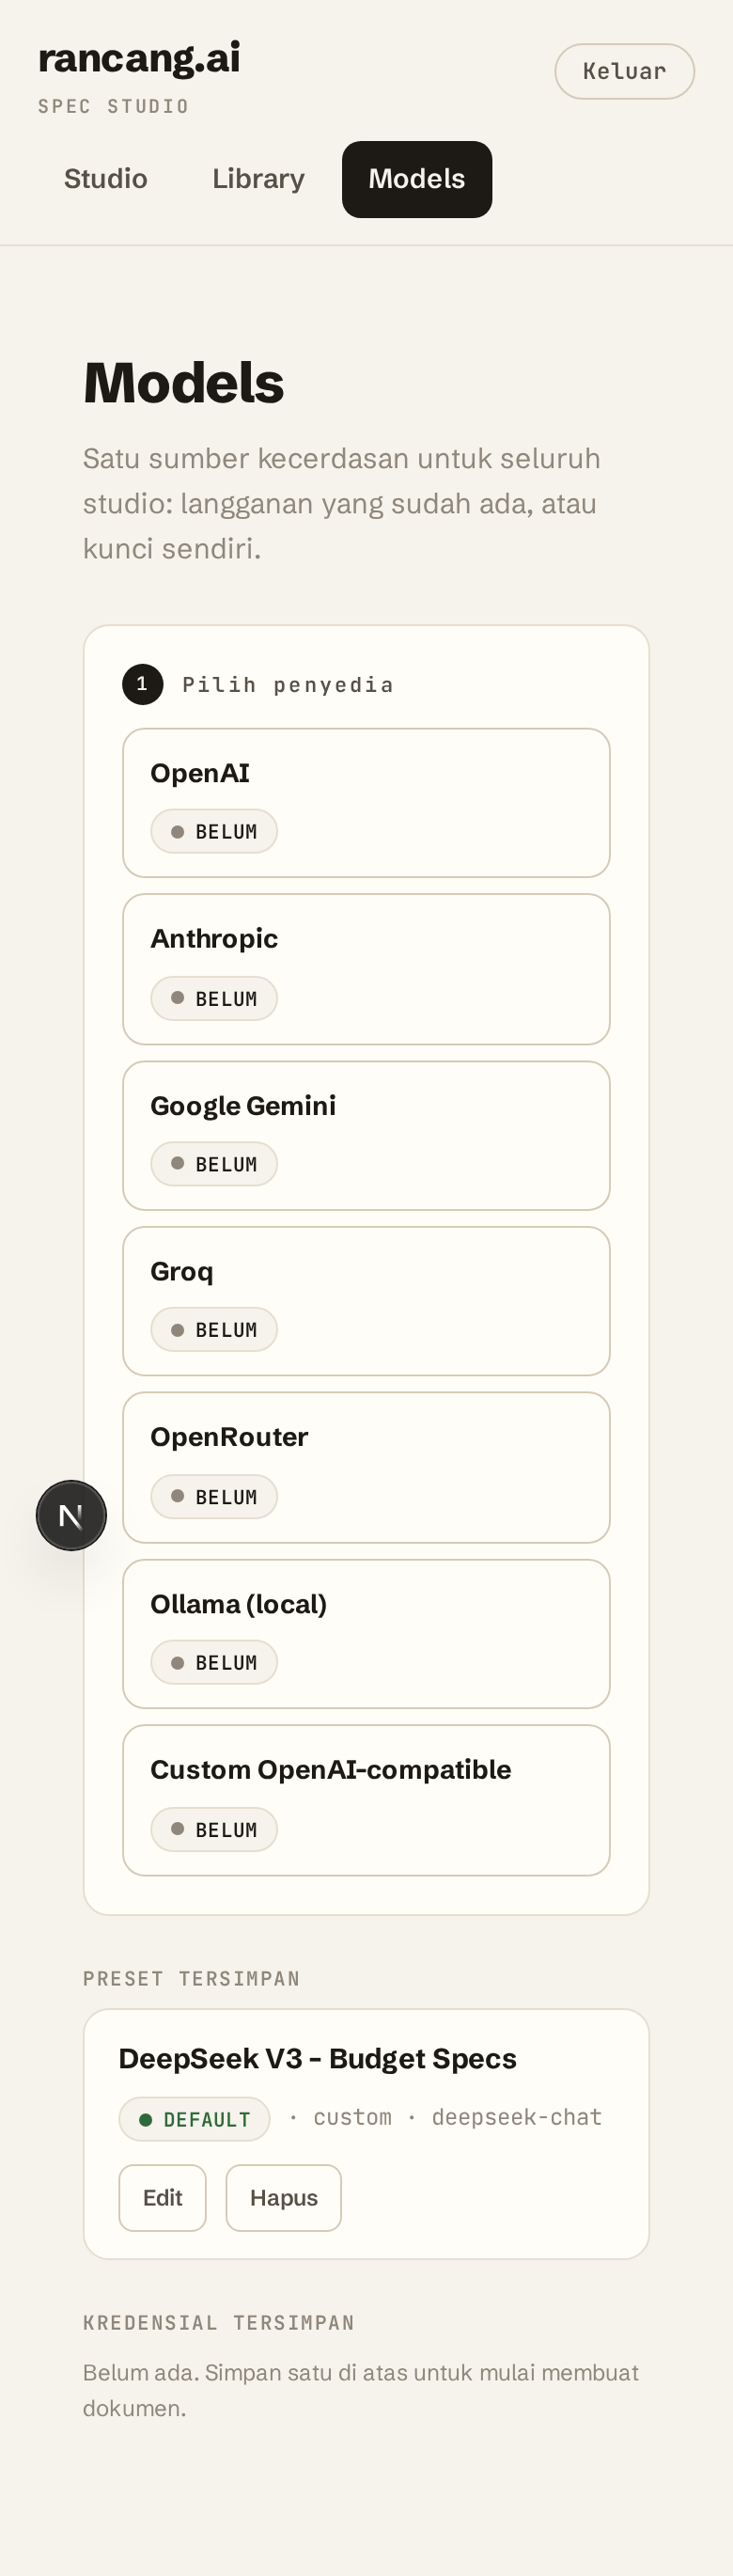 rancang.ai
SPEC STUDIO
Keluar
Studio
Library
Models
Models
Satu sumber kecerdasan untuk seluruh
studio: langganan yang sudah ada, atau
kunci sendiri.
1 Pilih penyedia
OpenAI
BELUM
Anthropic
BELUM
Google Gemini
BELUM
Groq
BELUM
OpenRouter
BELUM
N
Ollama (local)
BELUM
Custom OpenAI-compatible
BELUM
PRESET TERSIMPAN
DeepSeek V3 – Budget Specs
DEFAULT · custom · deepseek-chat
Edit
Hapus
KREDENSIAL TERSIMPAN
Belum ada. Simpan satu di atas untuk mulai membuat
dokumen.